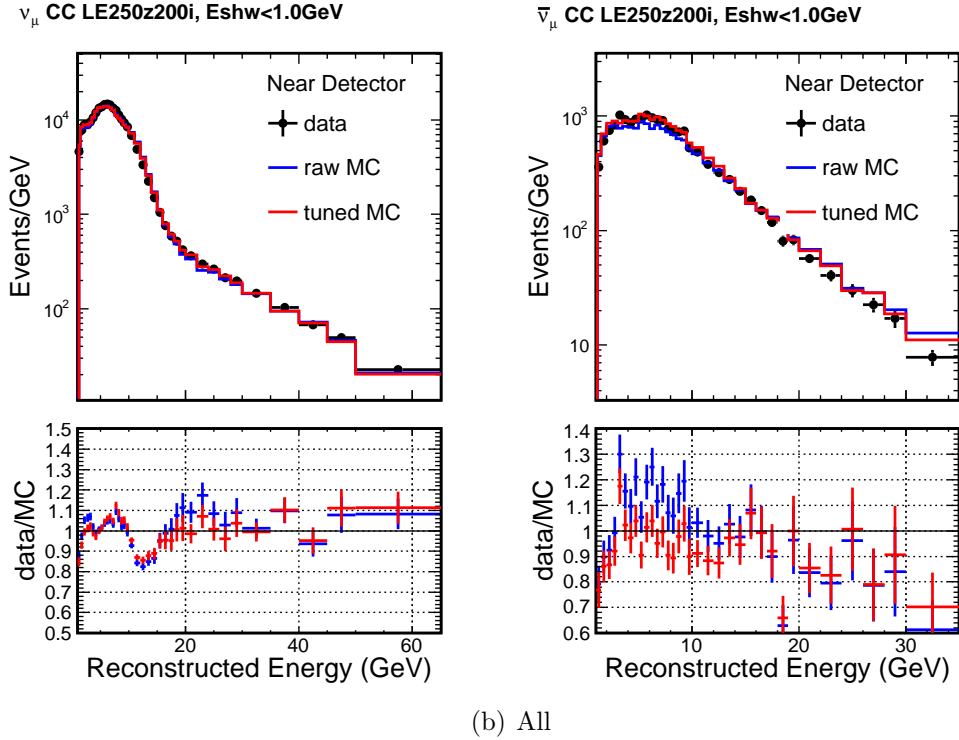 ν_μ CC LE250z200i, Eshw<1.0GeV
Near Detector
data
raw MC
tuned MC
Events/GeV
10^4
10^3
10^2
data/MC
1.5
1.4
1.3
1.2
1.1
1
0.9
0.8
0.7
0.6
0.5
20 40 60
Reconstructed Energy (GeV)
ν̅_μ CC LE250z200i, Eshw<1.0GeV
Near Detector
data
raw MC
tuned MC
Events/GeV
10^3
10^2
10
data/MC
1.4
1.3
1.2
1.1
1
0.9
0.8
0.7
0.6
10 20 30
Reconstructed Energy (GeV)
(b) All